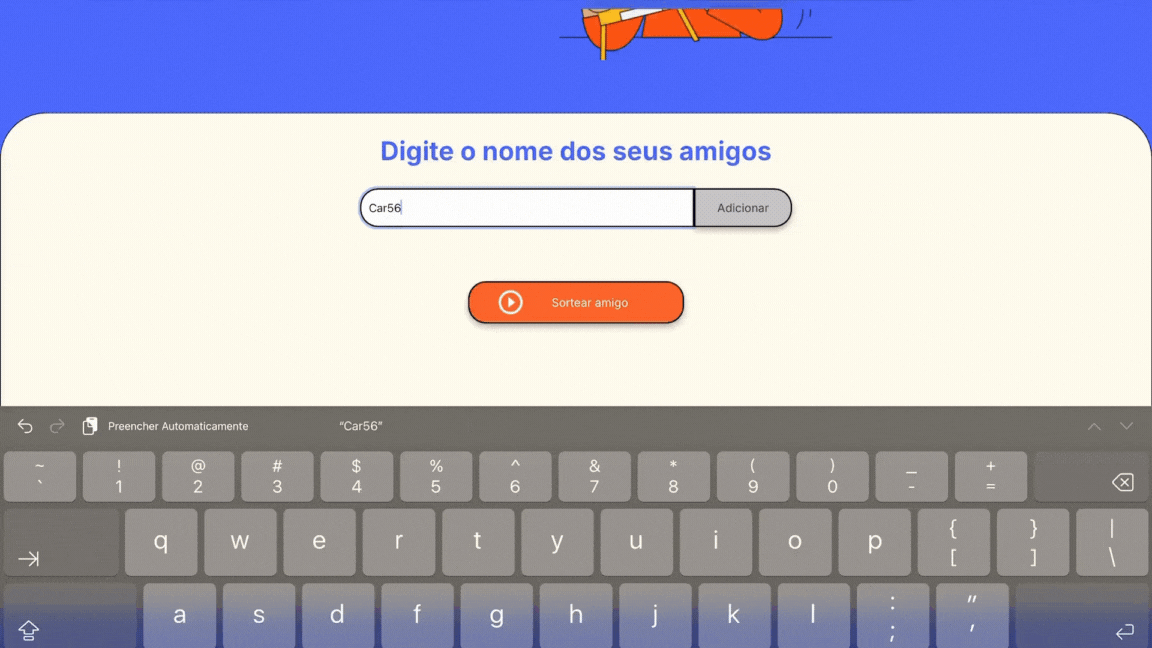 Digite o nome dos seus amigos
Car56
Adicionar
Sortear amigo
Preencher Automaticamente
“Car56”
~ ! @ # $ % ^ & * ( ) _ +
` 1 2 3 4 5 6 7 8 9 0 - =
q w e r t y u i o p { } |
[ ] \
a s d f g h j k l : "
; '